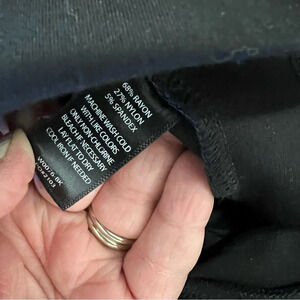 68% RAYON
27% NYLON
5% SPANDEX
MACHINE WASH COLD
WITH LIKE COLORS
ONLY NON-CHLORINE
BLEACH IF NECESSARY
LAY FLAT TO DRY
COOL IRON IF NEEDED